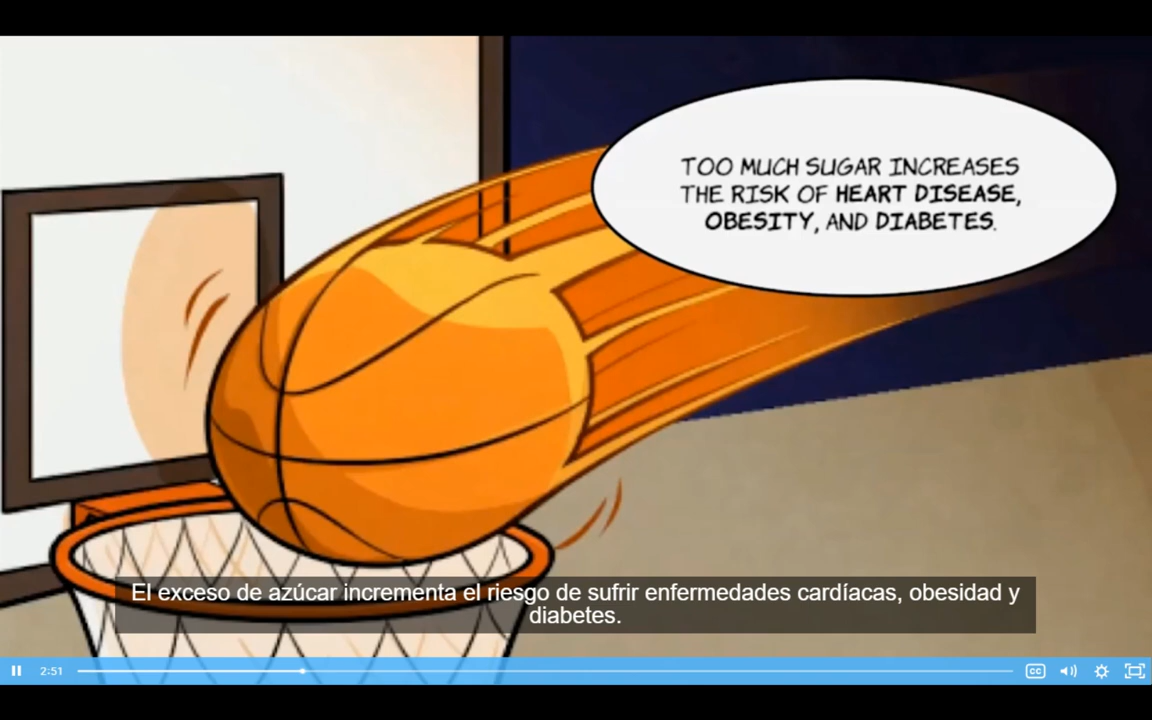 TOO MUCH SUGAR INCREASES
THE RISK OF HEART DISEASE,
OBESITY, AND DIABETES.
El exceso de azúcar incrementa el riesgo de sufrir enfermedades cardíacas, obesidad y
diabetes.
2:51
CC